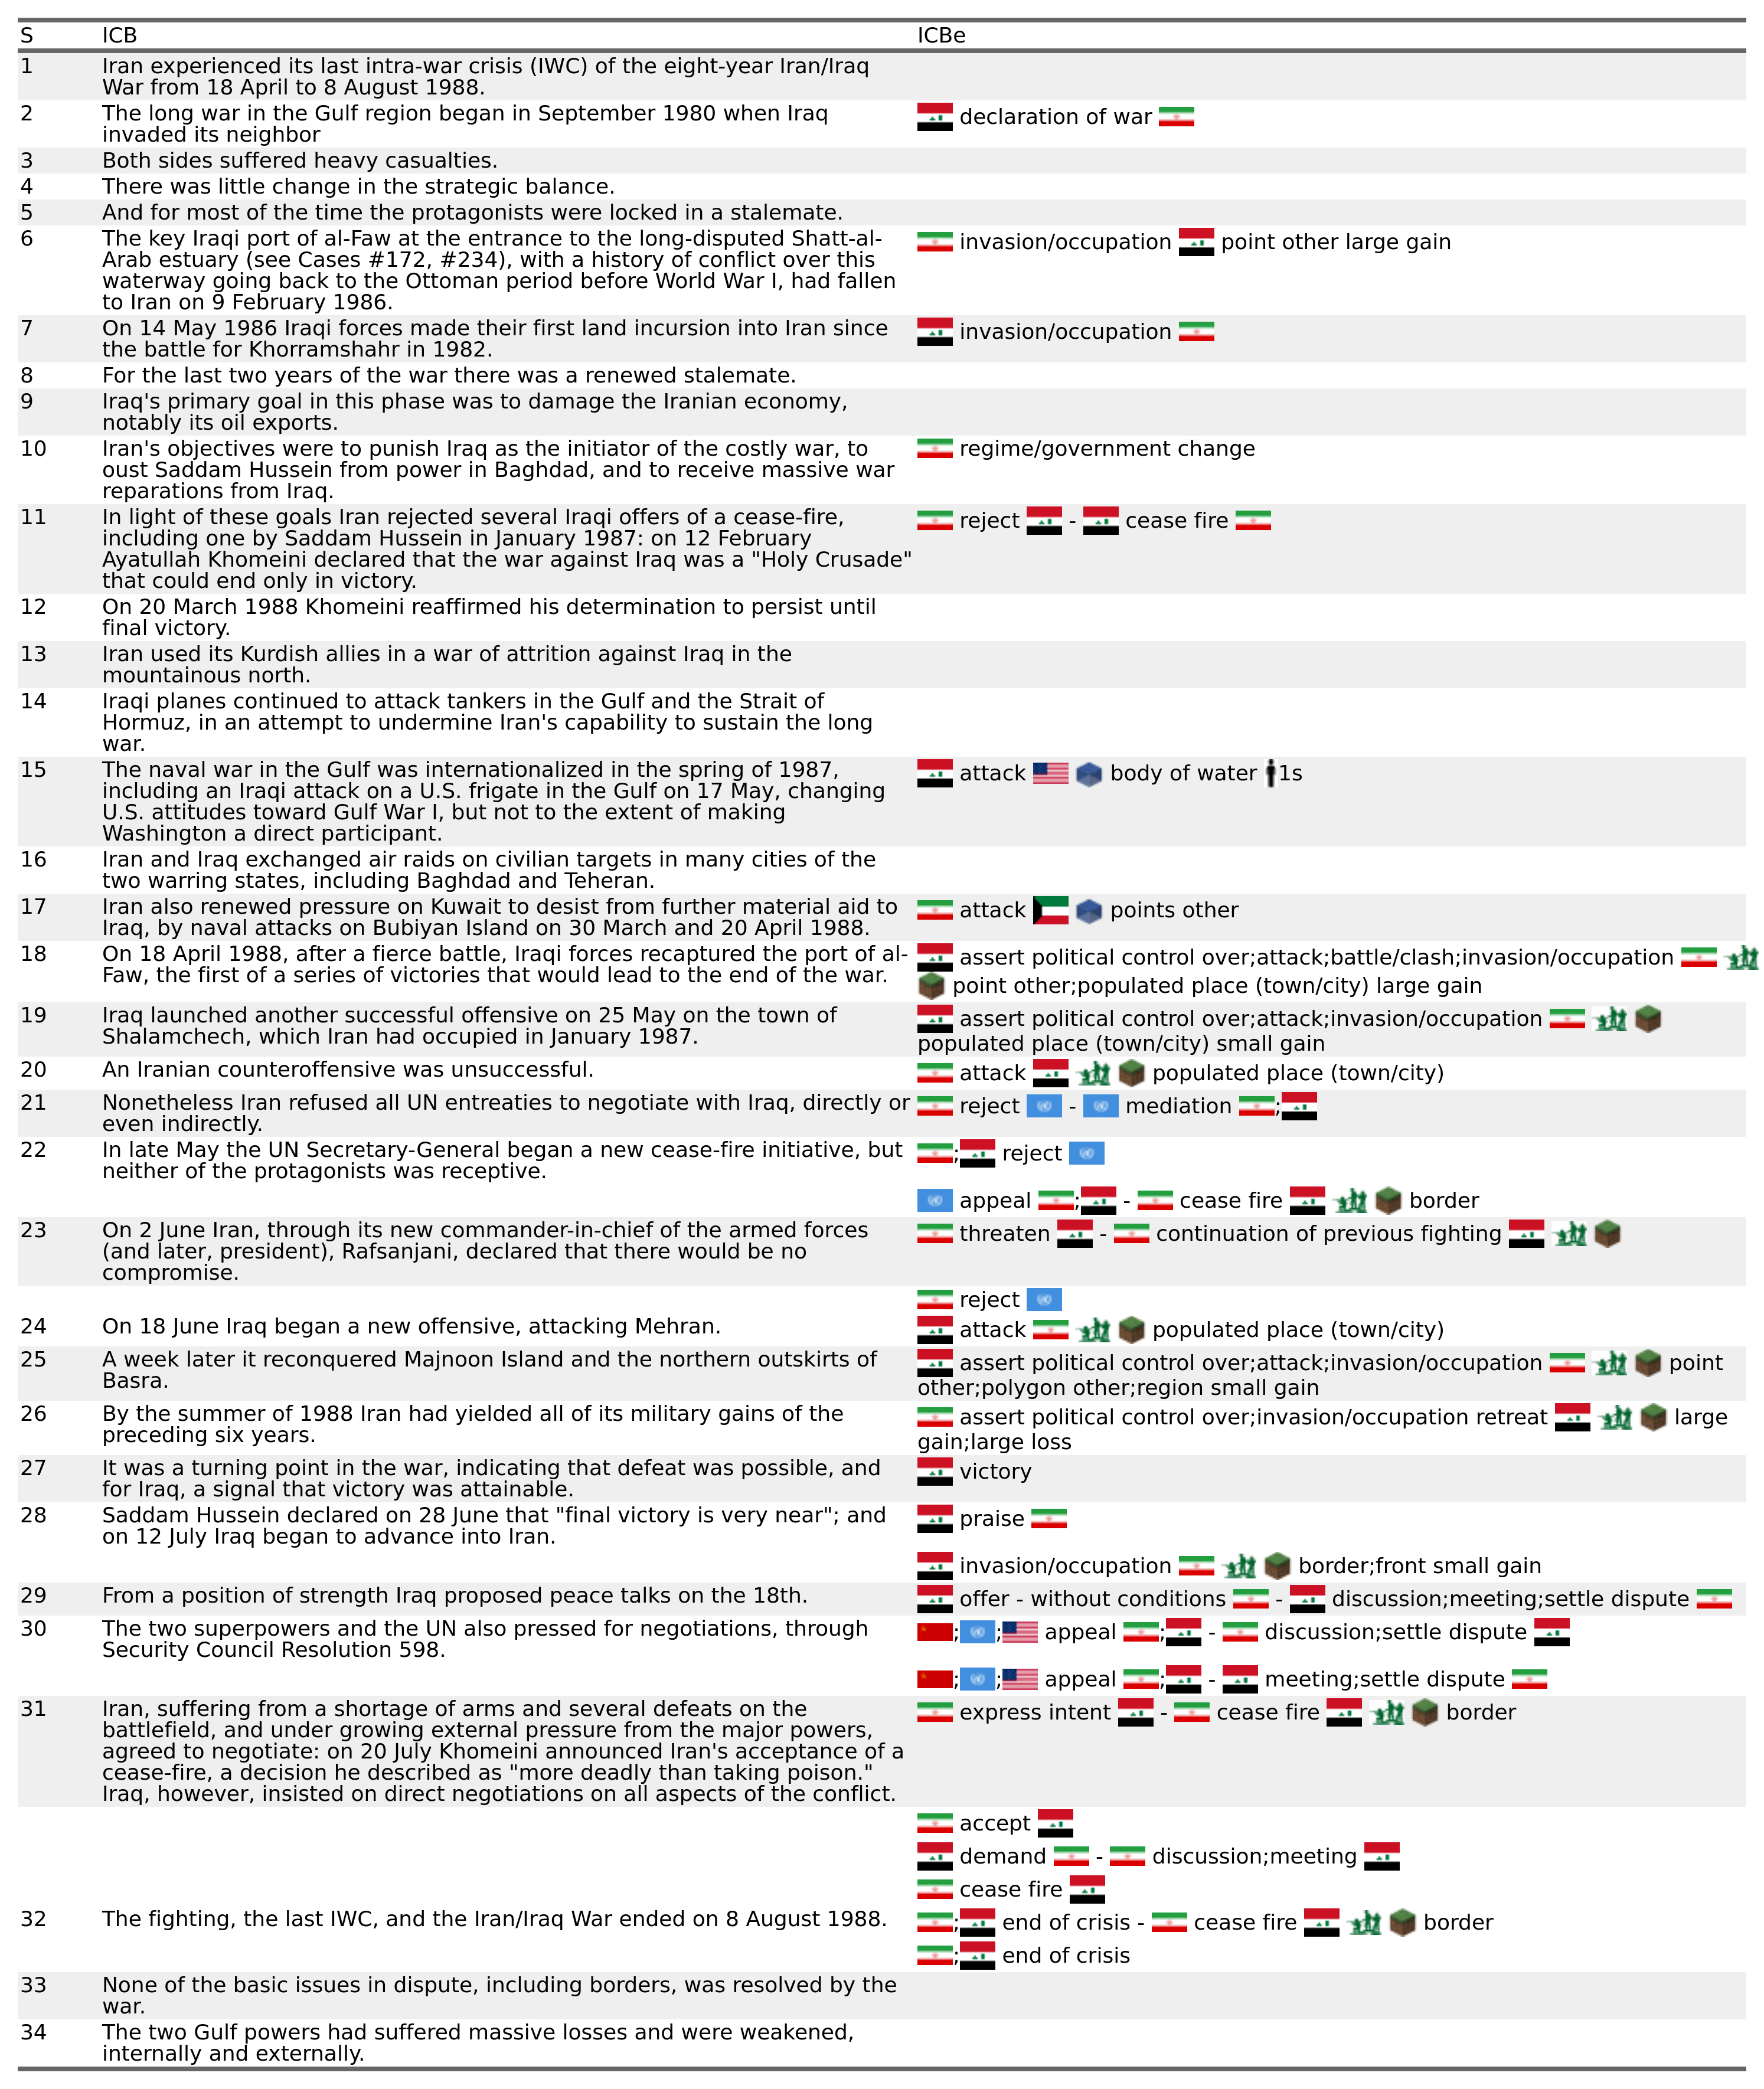 S ICB ICBe
1 Iran experienced its last intra-war crisis (IWC) of the eight-year Iran/Iraq
War from 18 April to 8 August 1988.
2 The long war in the Gulf region began in September 1980 when Iraq
invaded its neighbor
declaration of war
3 Both sides suffered heavy casualties.
4 There was little change in the strategic balance.
5 And for most of the time the protagonists were locked in a stalemate.
6 The key Iraqi port of al-Faw at the entrance to the long-disputed Shatt-al-
Arab estuary (see Cases #172, #234), with a history of conflict over this
waterway going back to the Ottoman period before World War I, had fallen
to Iran on 9 February 1986.
invasion/occupation point other large gain
7 On 14 May 1986 Iraqi forces made their first land incursion into Iran since
the battle for Khorramshahr in 1982.
invasion/occupation
8 For the last two years of the war there was a renewed stalemate.
9 Iraq's primary goal in this phase was to damage the Iranian economy,
notably its oil exports.
10 Iran's objectives were to punish Iraq as the initiator of the costly war, to
oust Saddam Hussein from power in Baghdad, and to receive massive war
reparations from Iraq.
regime/government change
11 In light of these goals Iran rejected several Iraqi offers of a cease-fire,
including one by Saddam Hussein in January 1987: on 12 February
Ayatullah Khomeini declared that the war against Iraq was a "Holy Crusade"
that could end only in victory.
reject - cease fire
12 On 20 March 1988 Khomeini reaffirmed his determination to persist until
final victory.
13 Iran used its Kurdish allies in a war of attrition against Iraq in the
mountainous north.
14 Iraqi planes continued to attack tankers in the Gulf and the Strait of
Hormuz, in an attempt to undermine Iran's capability to sustain the long
war.
15 The naval war in the Gulf was internationalized in the spring of 1987,
including an Iraqi attack on a U.S. frigate in the Gulf on 17 May, changing
U.S. attitudes toward Gulf War I, but not to the extent of making
Washington a direct participant.
attack body of water 1s
16 Iran and Iraq exchanged air raids on civilian targets in many cities of the
two warring states, including Baghdad and Teheran.
17 Iran also renewed pressure on Kuwait to desist from further material aid to
Iraq, by naval attacks on Bubiyan Island on 30 March and 20 April 1988.
attack points other
18 On 18 April 1988, after a fierce battle, Iraqi forces recaptured the port of al-
Faw, the first of a series of victories that would lead to the end of the war.
assert political control over;attack;battle/clash;invasion/occupation
point other;populated place (town/city) large gain
19 Iraq launched another successful offensive on 25 May on the town of
Shalamchech, which Iran had occupied in January 1987.
assert political control over;attack;invasion/occupation
populated place (town/city) small gain
20 An Iranian counteroffensive was unsuccessful.
attack populated place (town/city)
21 Nonetheless Iran refused all UN entreaties to negotiate with Iraq, directly or
even indirectly.
reject - mediation ;
22 In late May the UN Secretary-General began a new cease-fire initiative, but
neither of the protagonists was receptive.
; reject
appeal ; - cease fire border
23 On 2 June Iran, through its new commander-in-chief of the armed forces
(and later, president), Rafsanjani, declared that there would be no
compromise.
threaten - continuation of previous fighting
reject
24 On 18 June Iraq began a new offensive, attacking Mehran.
attack populated place (town/city)
25 A week later it reconquered Majnoon Island and the northern outskirts of
Basra.
assert political control over;attack;invasion/occupation point
other;polygon other;region small gain
26 By the summer of 1988 Iran had yielded all of its military gains of the
preceding six years.
assert political control over;invasion/occupation retreat large
gain;large loss
27 It was a turning point in the war, indicating that defeat was possible, and
for Iraq, a signal that victory was attainable.
victory
28 Saddam Hussein declared on 28 June that "final victory is very near"; and
on 12 July Iraq began to advance into Iran.
praise
invasion/occupation border;front small gain
29 From a position of strength Iraq proposed peace talks on the 18th.
offer - without conditions - discussion;meeting;settle dispute
30 The two superpowers and the UN also pressed for negotiations, through
Security Council Resolution 598.
; ; appeal ; - discussion;settle dispute
; ; appeal ; - meeting;settle dispute
31 Iran, suffering from a shortage of arms and several defeats on the
battlefield, and under growing external pressure from the major powers,
agreed to negotiate: on 20 July Khomeini announced Iran's acceptance of a
cease-fire, a decision he described as "more deadly than taking poison."
Iraq, however, insisted on direct negotiations on all aspects of the conflict.
express intent - cease fire border
accept
demand - discussion;meeting
cease fire
32 The fighting, the last IWC, and the Iran/Iraq War ended on 8 August 1988.
; end of crisis - cease fire border
; end of crisis
33 None of the basic issues in dispute, including borders, was resolved by the
war.
34 The two Gulf powers had suffered massive losses and were weakened,
internally and externally.